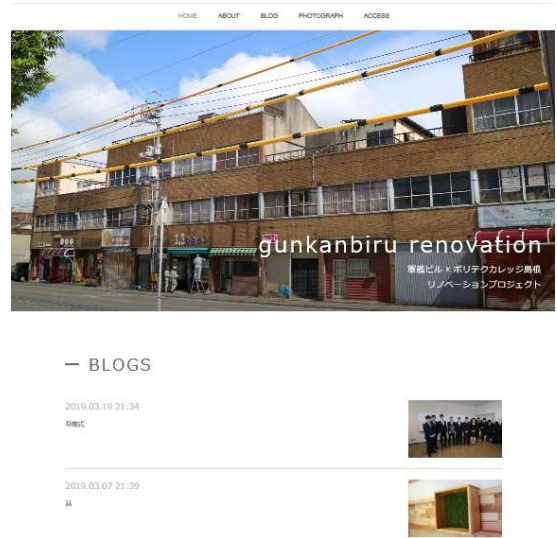 HOME ABOUT BLOG PHOTOGRAPH ACCESS
gunkanbiru renovation
軍艦ビル × ポリテクカレッジ島根
リノベーションプロジェクト
BLOGS
2019.03.19 21:34
卒業式
2019.03.07 21:39